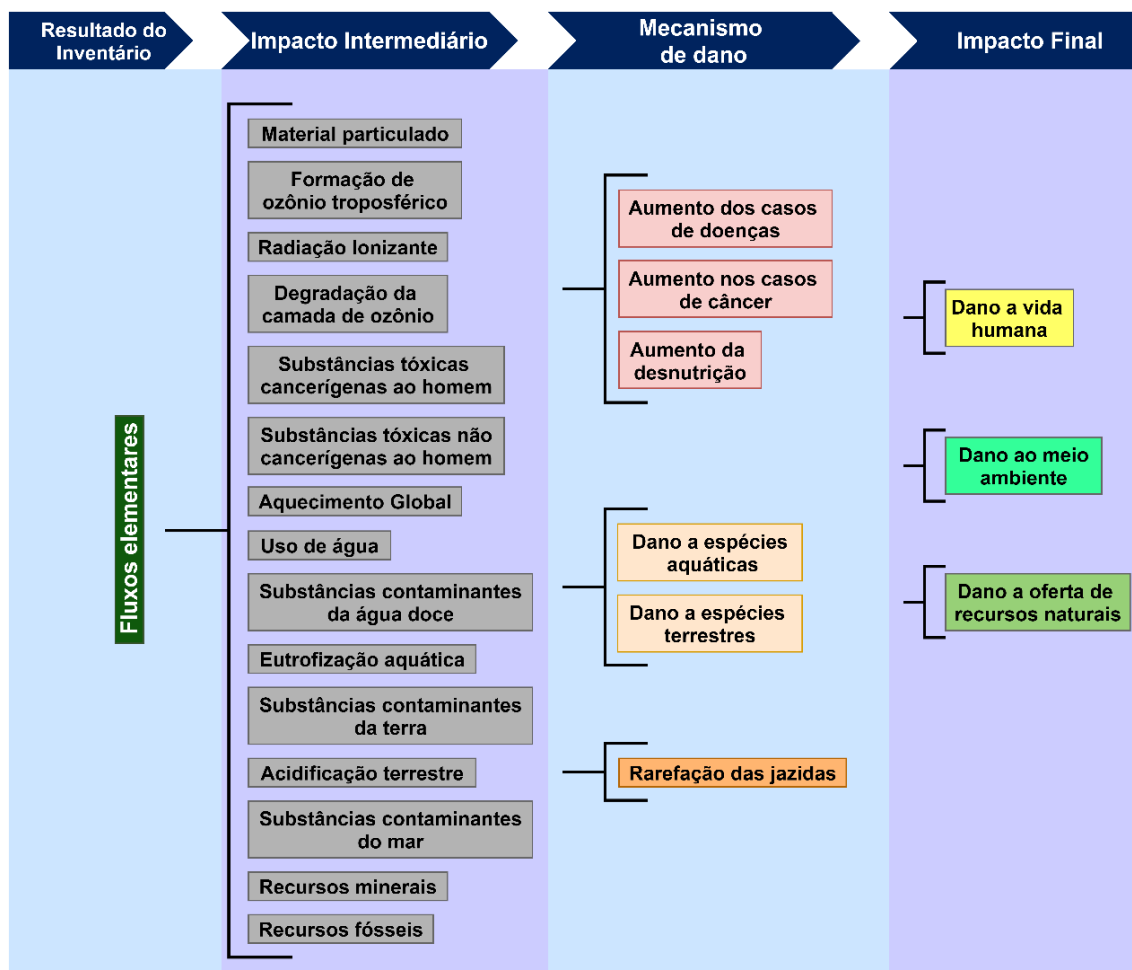 Resultado do
Inventário
Impacto Intermediário
Mecanismo
de dano
Impacto Final
Fluxos elementares
Material particulado
Formação de
ozônio troposférico
Radiação Ionizante
Degradação da
camada de ozônio
Substâncias tóxicas
cancerígenas ao homem
Substâncias tóxicas não
cancerígenas ao homem
Aquecimento Global
Uso de água
Substâncias contaminantes
da água doce
Eutrofização aquática
Substâncias contaminantes
da terra
Acidificação terrestre
Substâncias contaminantes
do mar
Recursos minerais
Recursos fósseis
Aumento dos casos
de doenças
Aumento nos casos
de câncer
Aumento da
desnutrição
Dano a espécies
aquáticas
Dano a espécies
terrestres
Rarefação das jazidas
Dano a vida
humana
Dano ao meio
ambiente
Dano a oferta de
recursos naturais